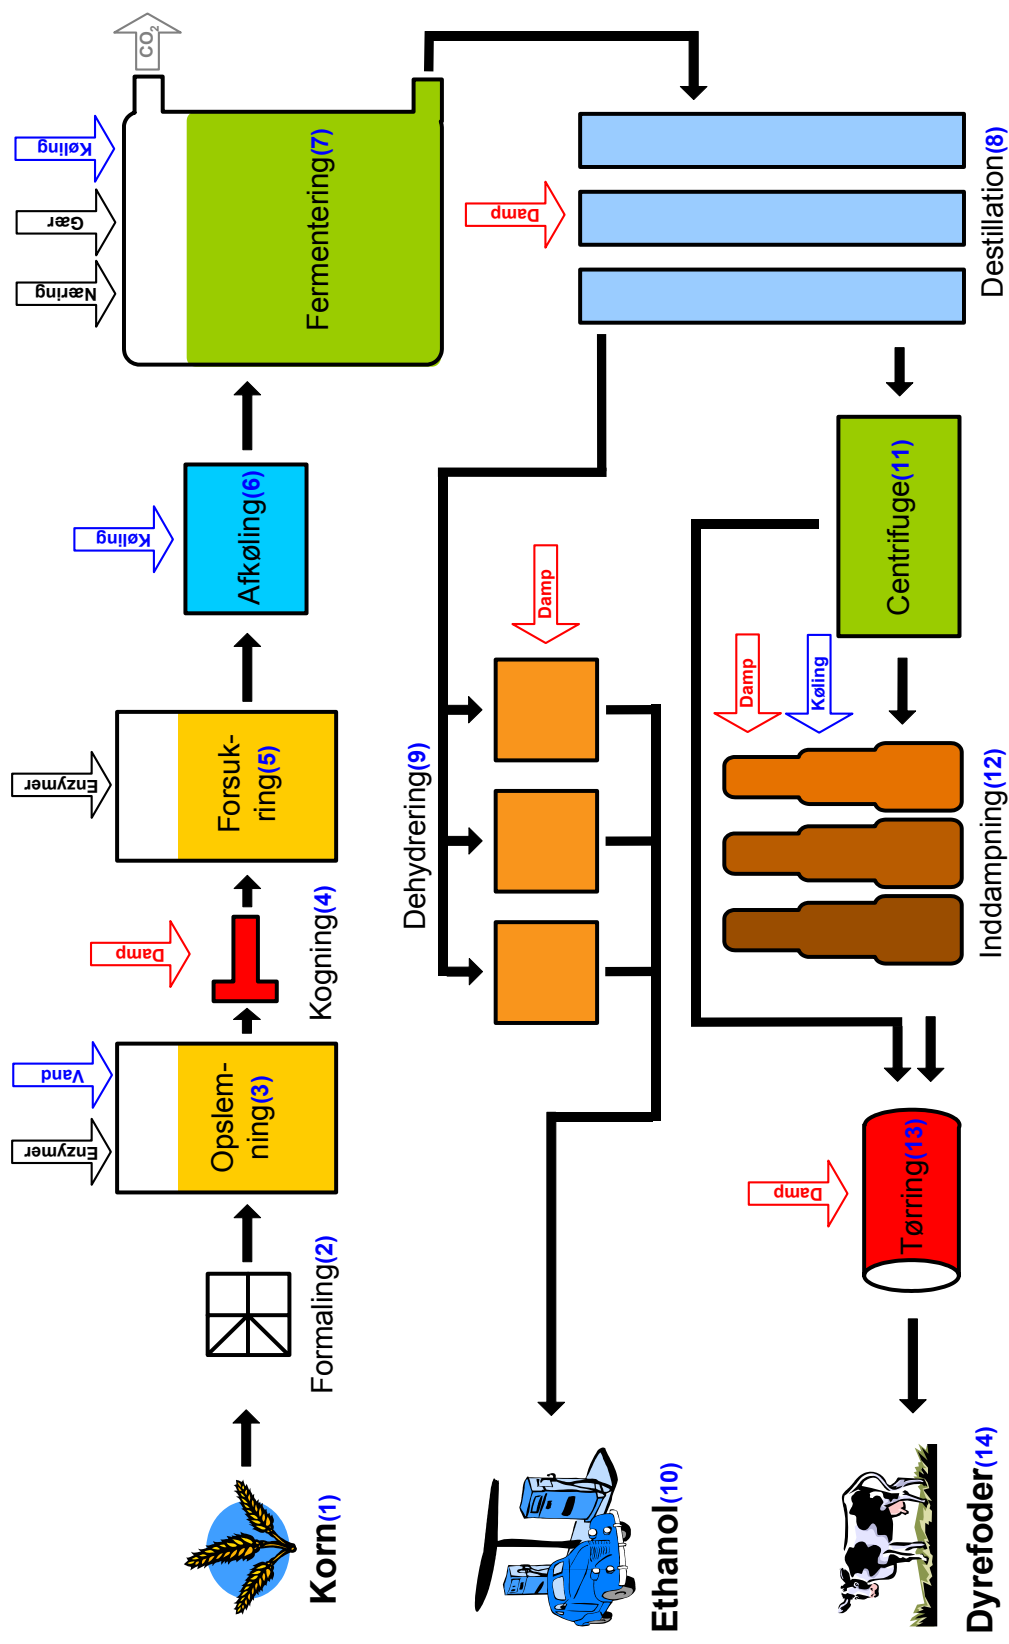 Enzymer
Vand
Damp
Enzymer
Køling
Næring
Gær
Køling
CO₂
Korn(1)
Formaling(2)
Opslem-
ning(3)
Kogning(4)
Forsuk-
ring(5)
Afkøling(6)
Fermentering(7)
Dehydrering(9)
Damp
Damp
Ethanol(10)
Destillation(8)
Damp
Damp
Køling
Dyrefoder(14)
Tørring(13)
Inddampning(12)
Centrifuge(11)